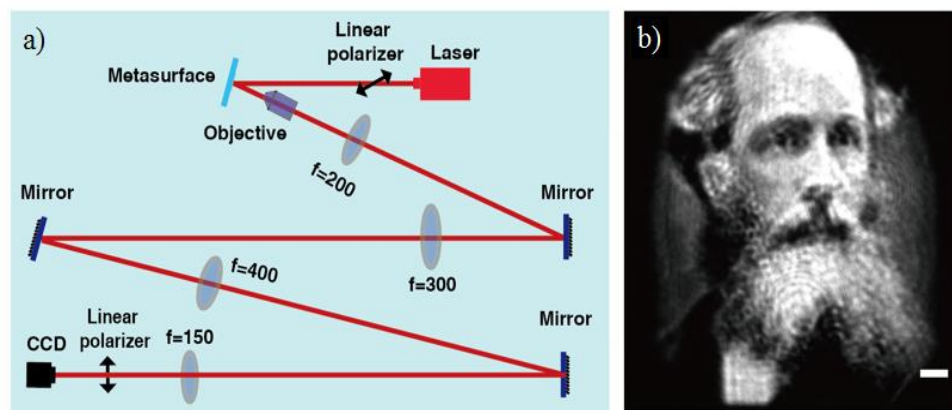 a)
Linear
polarizer
Laser
Metasurface
Objective
f=200
Mirror
Mirror
f=300
f=400
Mirror
Linear
polarizer
f=150
CCD
b)